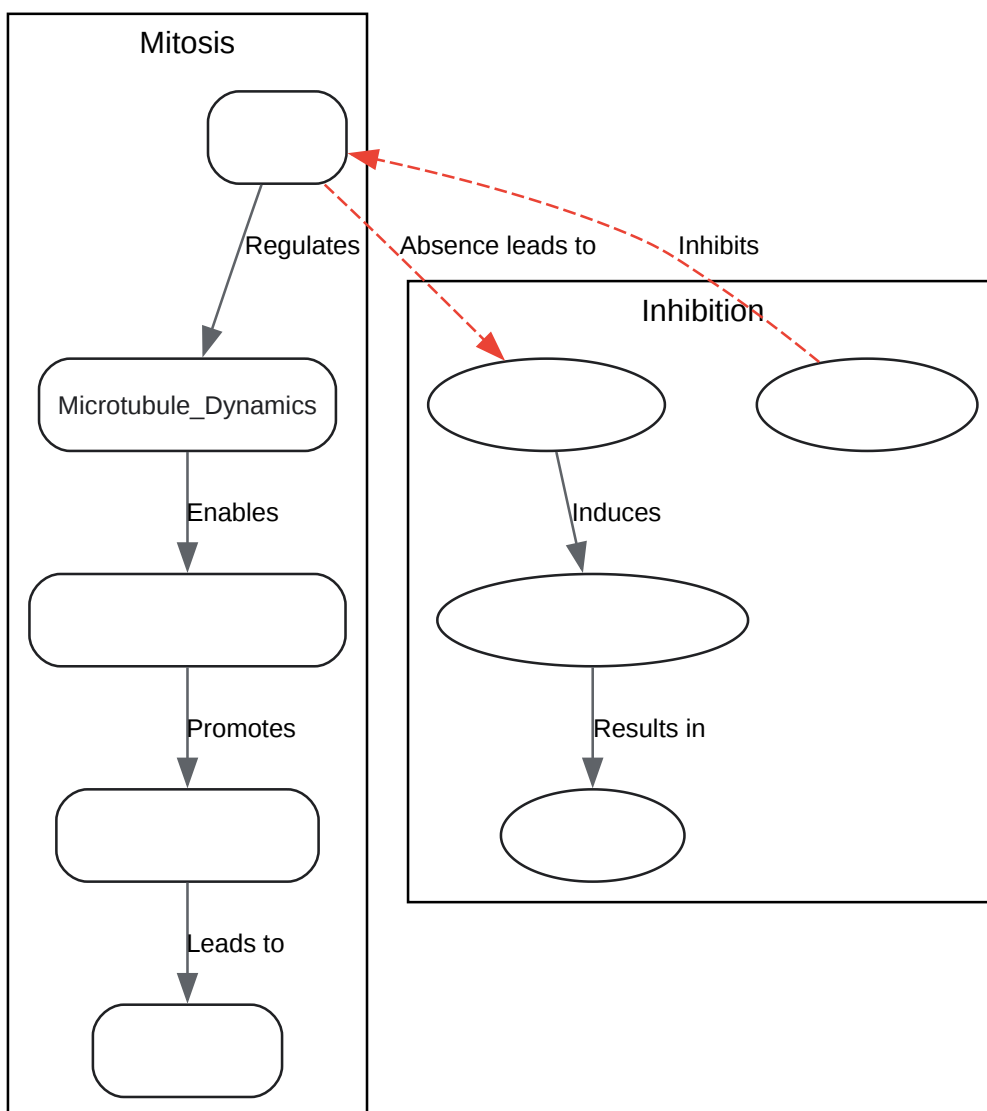 Mitosis
Regulates
Absence leads to
Inhibits
Inhibition
Microtubule_Dynamics
Enables
Induces
Promotes
Results in
Leads to